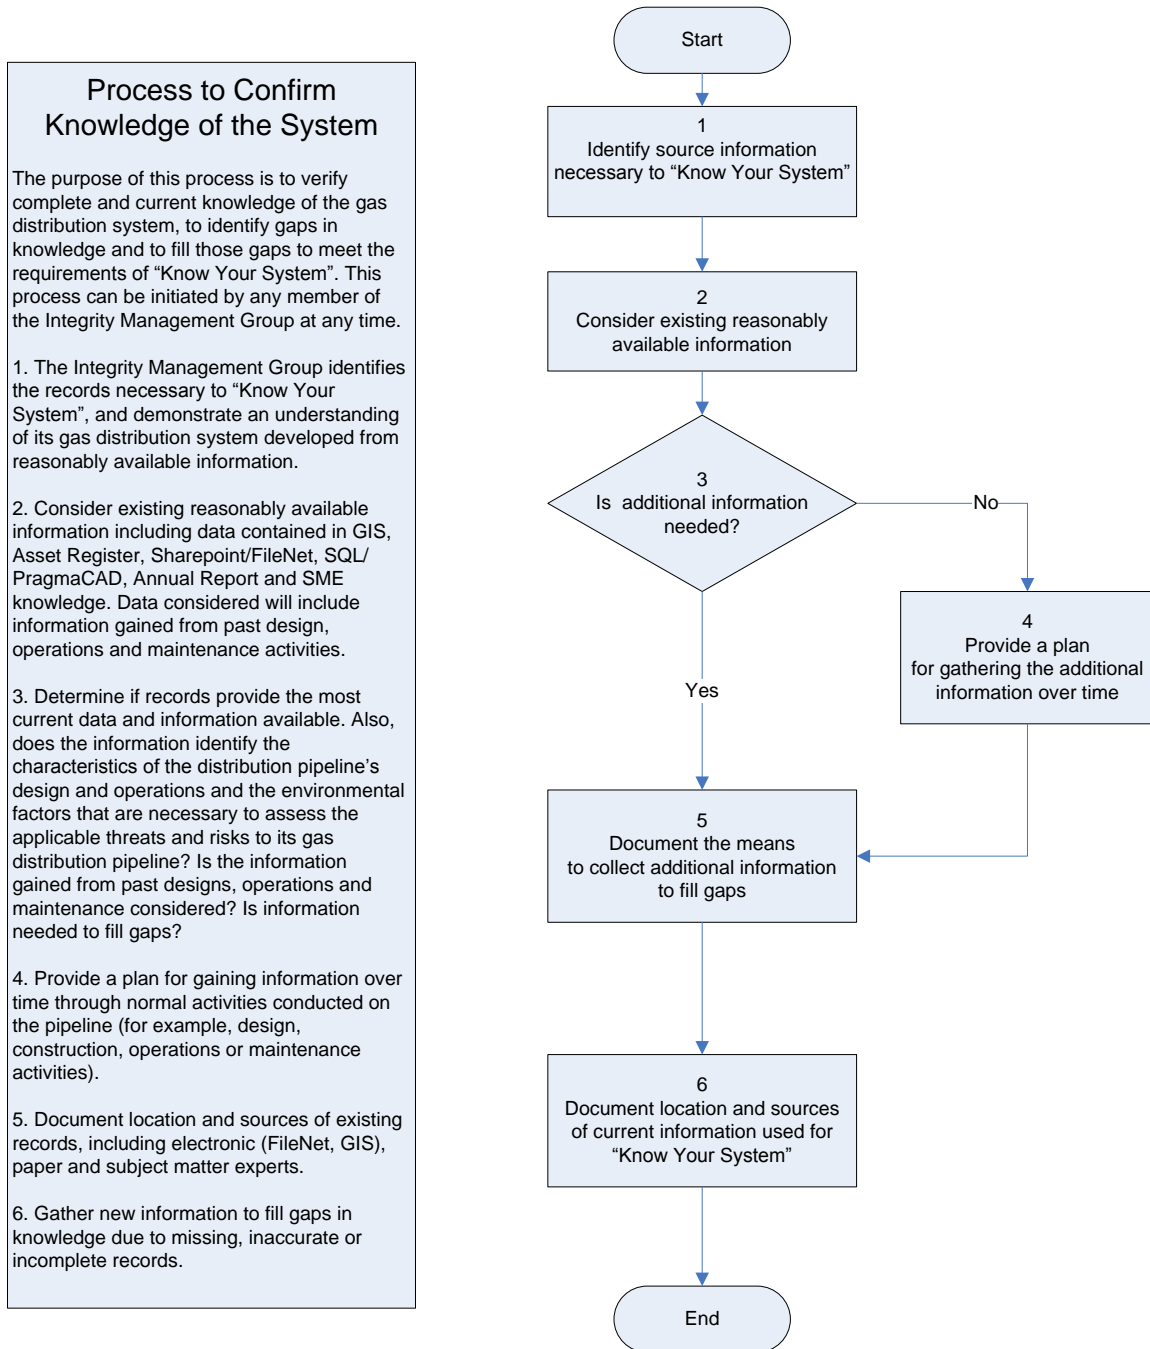 Process to Confirm
Knowledge of the System
The purpose of this process is to verify
complete and current knowledge of the gas
distribution system, to identify gaps in
knowledge and to fill those gaps to meet the
requirements of “Know Your System”. This
process can be initiated by any member of
the Integrity Management Group at any time.
1. The Integrity Management Group identifies
the records necessary to “Know Your
System”, and demonstrate an understanding
of its gas distribution system developed from
reasonably available information.
2. Consider existing reasonably available
information including data contained in GIS,
Asset Register, Sharepoint/FileNet, SQL/
PragmaCAD, Annual Report and SME
knowledge. Data considered will include
information gained from past design,
operations and maintenance activities.
3. Determine if records provide the most
current data and information available. Also,
does the information identify the
characteristics of the distribution pipeline’s
design and operations and the environmental
factors that are necessary to assess the
applicable threats and risks to its gas
distribution pipeline? Is the information
gained from past designs, operations and
maintenance considered? Is information
needed to fill gaps?
4. Provide a plan for gaining information over
time through normal activities conducted on
the pipeline (for example, design,
construction, operations or maintenance
activities).
5. Document location and sources of existing
records, including electronic (FileNet, GIS),
paper and subject matter experts.
6. Gather new information to fill gaps in
knowledge due to missing, inaccurate or
incomplete records.
Start
1
Identify source information
necessary to “Know Your System”
2
Consider existing reasonably
available information
3
Is additional information
needed?
No
Yes
4
Provide a plan
for gathering the additional
information over time
5
Document the means
to collect additional information
to fill gaps
6
Document location and sources
of current information used for
“Know Your System”
End